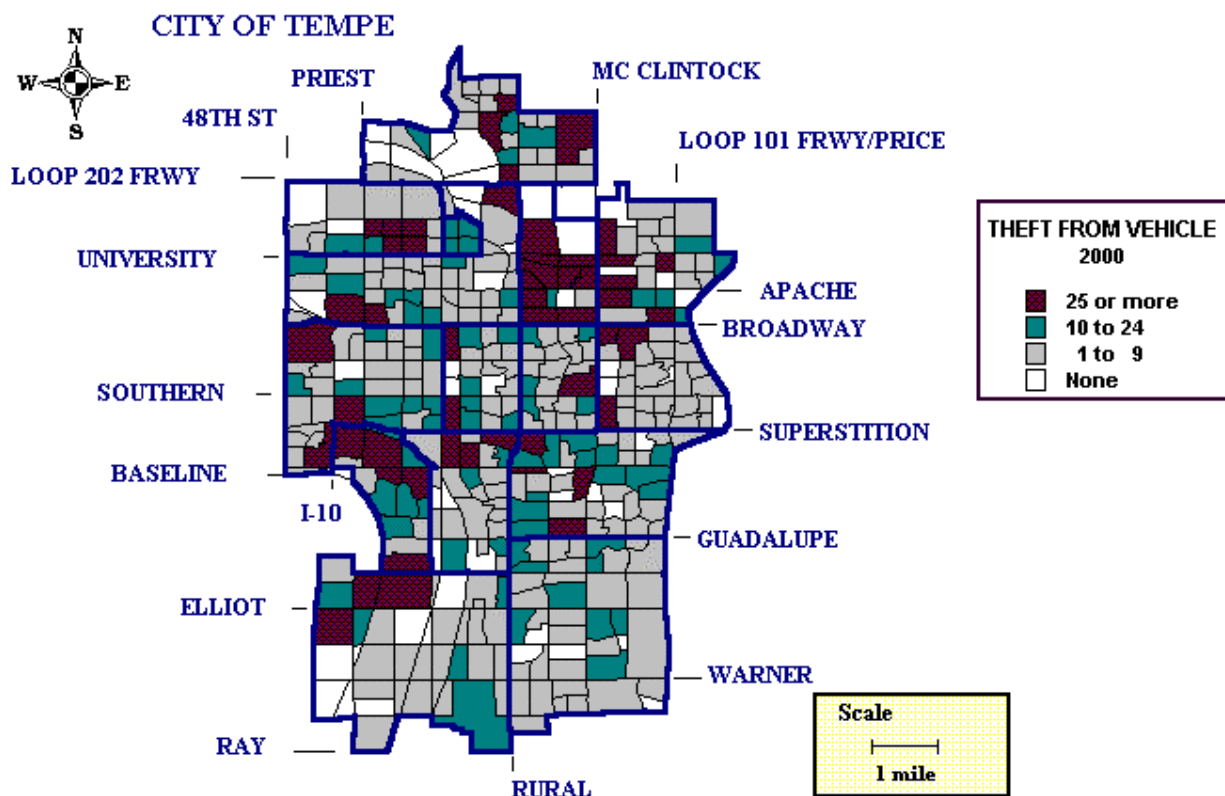 CITY OF TEMPE
N
W E
S
PRIEST
MC CLINTOCK
48TH ST
LOOP 101 FRWY/PRICE
LOOP 202 FRWY
THEFT FROM VEHICLE
2000
UNIVERSITY
APACHE
25 or more
BROADWAY
10 to 24
1 to 9
None
SOUTHERN
SUPERSTITION
BASELINE
I-10
GUADALUPE
ELLIOT
WARNER
Scale
1 mile
RAY
RURAL